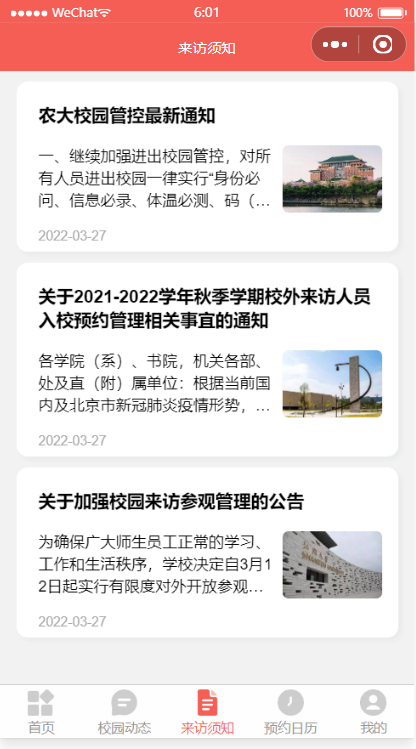 WeChat 6:01 100%
来访须知
农大校园管控最新通知
一、继续加强进出校园管控，对所
有人员进出校园一律实行“身份必
问、信息必录、体温必测、码（...
2022-03-27
关于2021-2022学年秋季学期校外来访人员
入校预约管理相关事宜的通知
各学院（系）、书院，机关各部、
处及直（附）属单位：根据当前国
内及北京市新冠肺炎疫情形势，...
2022-03-27
关于加强校园来访参观管理的公告
为确保广大师生员工正常的学习、
工作和生活秩序，学校决定自3月1
2日起实行有限度对外开放参观...
2022-03-27
首页 校园动态 来访须知 预约日历 我的